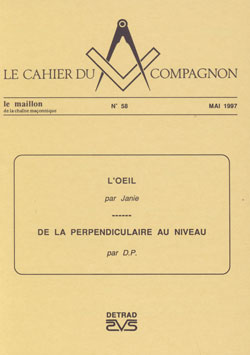 LE CAHIER DU COMPAGNON
le maillon N° 58 MAI 1997
de la chaîne maçonnique
L'OEIL
par Janie
------
DE LA PERPENDICULAIRE AU NIVEAU
par D.P.
DETRAD
aVs